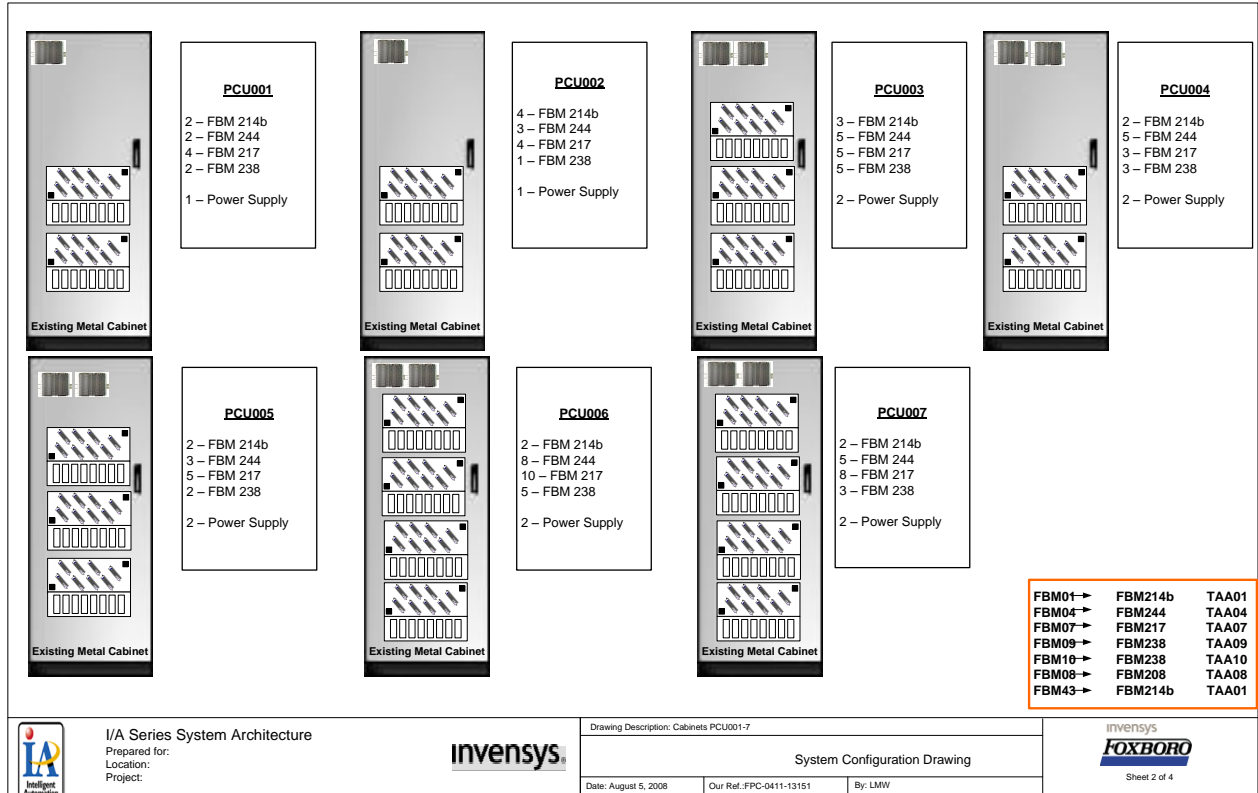 PCU001
2 – FBM 214b
2 – FBM 244
4 – FBM 217
2 – FBM 238
1 – Power Supply
Existing Metal Cabinet
PCU002
4 – FBM 214b
3 – FBM 244
4 – FBM 217
1 – FBM 238
1 – Power Supply
Existing Metal Cabinet
PCU003
3 – FBM 214b
5 – FBM 244
5 – FBM 217
5 – FBM 238
2 – Power Supply
Existing Metal Cabinet
PCU004
2 – FBM 214b
5 – FBM 244
3 – FBM 217
3 – FBM 238
2 – Power Supply
Existing Metal Cabinet
PCU005
2 – FBM 214b
3 – FBM 244
5 – FBM 217
2 – FBM 238
2 – Power Supply
Existing Metal Cabinet
PCU006
2 – FBM 214b
8 – FBM 244
10 – FBM 217
5 – FBM 238
2 – Power Supply
Existing Metal Cabinet
PCU007
2 – FBM 214b
5 – FBM 244
8 – FBM 217
3 – FBM 238
2 – Power Supply
Existing Metal Cabinet
FBM01 FBM214b TAA01
FBM04 FBM244 TAA04
FBM07 FBM217 TAA07
FBM09 FBM238 TAA09
FBM10 FBM238 TAA10
FBM08 FBM208 TAA08
FBM43 FBM214b TAA01
IA
Intelligent
Automation
I/A Series System Architecture
Prepared for:
Location:
Project:
invensys®
Drawing Description: Cabinets PCU001-7
System Configuration Drawing
Date: August 5, 2008
Our Ref.:FPC-0411-13151
By: LMW
invensys
FOXBORO
Sheet 2 of 4